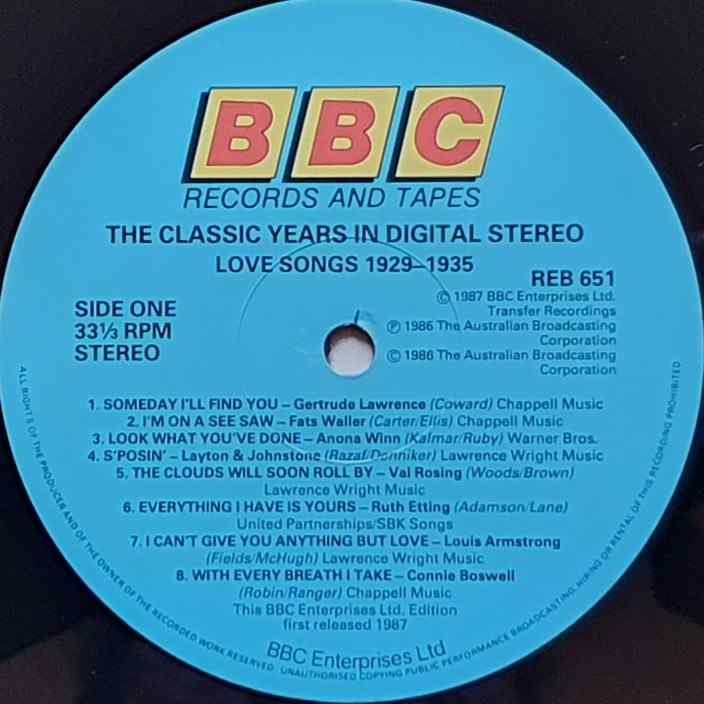 BBC
RECORDS AND TAPES
THE CLASSIC YEARS IN DIGITAL STEREO
LOVE SONGS 1929–1935
REB 651
SIDE ONE
33⅓ RPM
STEREO
© 1987 BBC Enterprises Ltd.
Transfer Recordings
℗ 1986 The Australian Broadcasting
Corporation
© 1986 The Australian Broadcasting
Corporation
1. SOMEDAY I'LL FIND YOU – Gertrude Lawrence (Coward) Chappell Music
2. I'M ON A SEE SAW – Fats Waller (Carter/Ellis) Chappell Music
3. LOOK WHAT YOU'VE DONE – Anona Winn (Kalmar/Ruby) Warner Bros.
4. S'POSIN' – Layton & Johnstone (Razaf/Denniker) Lawrence Wright Music
5. THE CLOUDS WILL SOON ROLL BY – Val Rosing (Woods/Brown)
Lawrence Wright Music
6. EVERYTHING I HAVE IS YOURS – Ruth Etting (Adamson/Lane)
United Partnerships/SBK Songs
7. I CAN'T GIVE YOU ANYTHING BUT LOVE – Louis Armstrong
(Fields/McHugh) Lawrence Wright Music
8. WITH EVERY BREATH I TAKE – Connie Boswell
(Robin/Ranger) Chappell Music
This BBC Enterprises Ltd. Edition
first released 1987
BBC Enterprises Ltd
ALL RIGHTS OF THE PRODUCER AND OF THE OWNER OF THE RECORDED WORK RESERVED. UNAUTHORISED COPYING PUBLIC PERFORMANCE BROADCASTING, HIRING OR RENTAL OF THIS RECORDING PROHIBITED